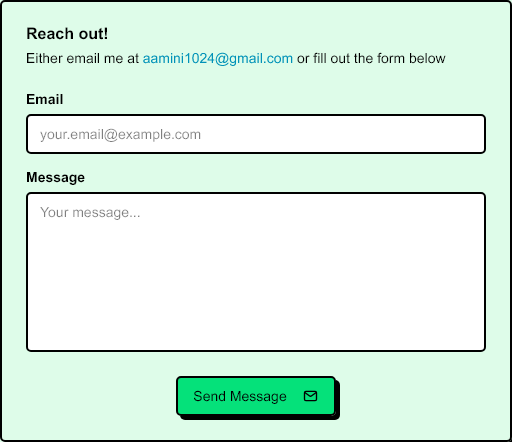 Reach out!
Either email me at aamini1024@gmail.com or fill out the form below
Email
your.email@example.com
Message
Your message...
Send Message